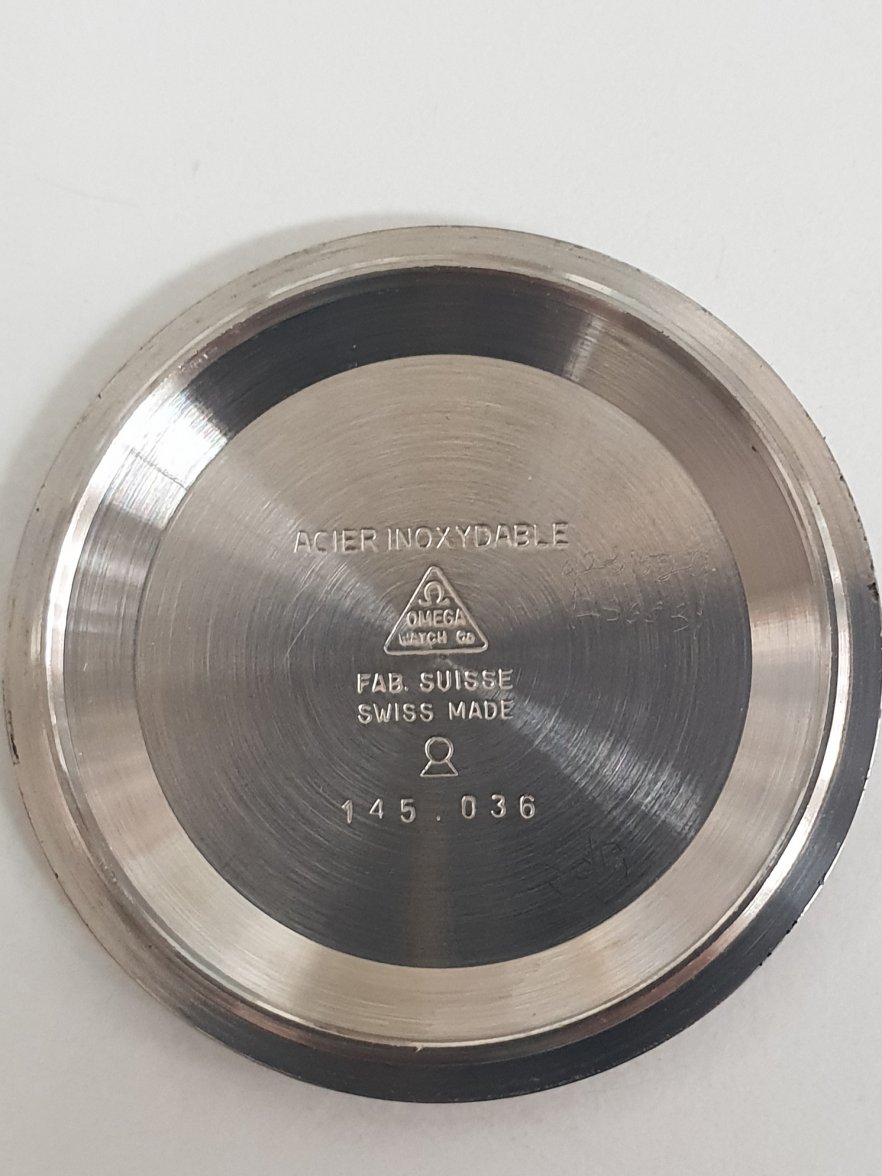 ACIER INOXYDABLE
Ω
OMEGA
WATCH Co
FAB. SUISSE
SWISS MADE
145.036